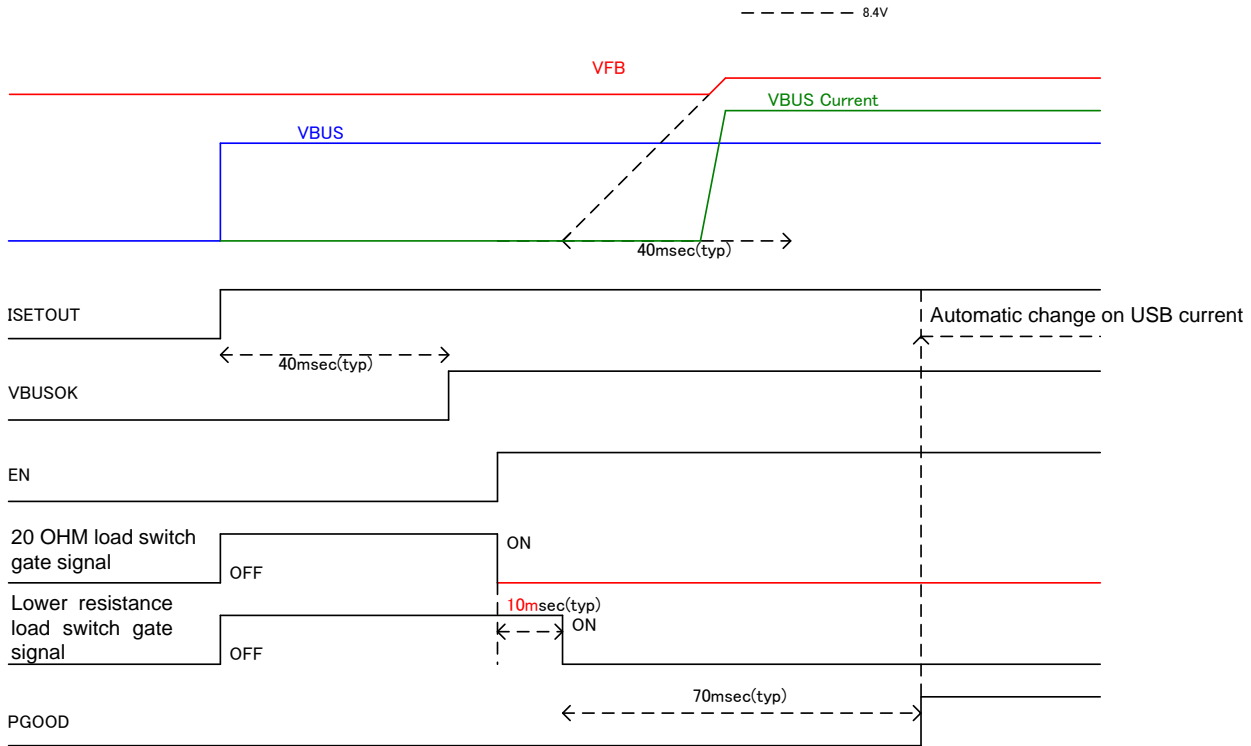 8.4V
VFB
VBUS Current
VBUS
40msec(typ)
ISETOUT
Automatic change on USB current
40msec(typ)
VBUSOK
EN
20 OHM load switch
gate signal
ON
OFF
Lower resistance
load switch gate
signal
10msec(typ)
ON
OFF
70msec(typ)
PGOOD